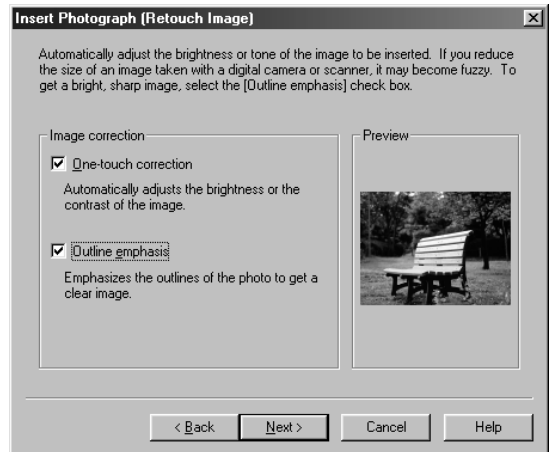 Insert Photograph (Retouch Image)
Automatically adjust the brightness or tone of the image to be inserted.  If you reduce
the size of an image taken with a digital camera or scanner, it may become fuzzy.  To
get a bright, sharp image, select the [Outline emphasis] check box.
Image correction
One-touch correction
Automatically adjusts the brightness or the
contrast of the image.
Outline emphasis
Emphasizes the outlines of the photo to get a
clear image.
Preview
< Back
Next >
Cancel
Help